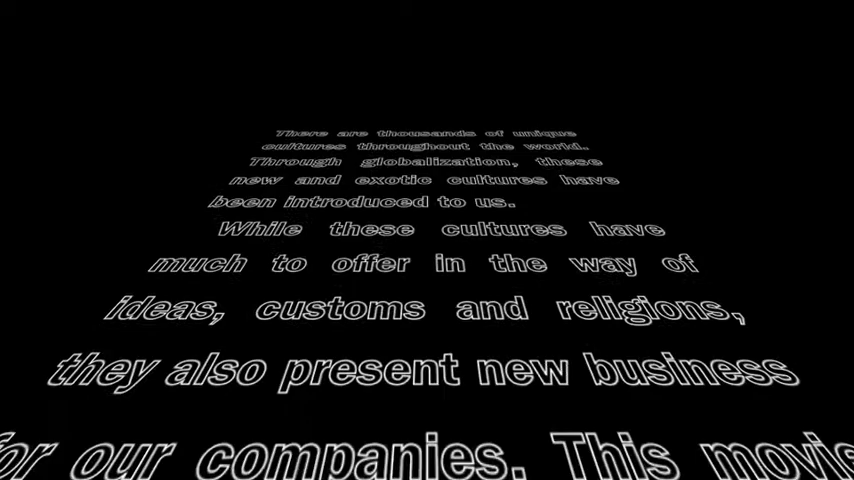 There are thousands of unique
cultures throughout the world.
Through globalization, these
new and exotic cultures have
been introduced to us.
While these cultures have
much to offer in the way of
ideas, customs and religions,
they also present new business
for our companies. This movie